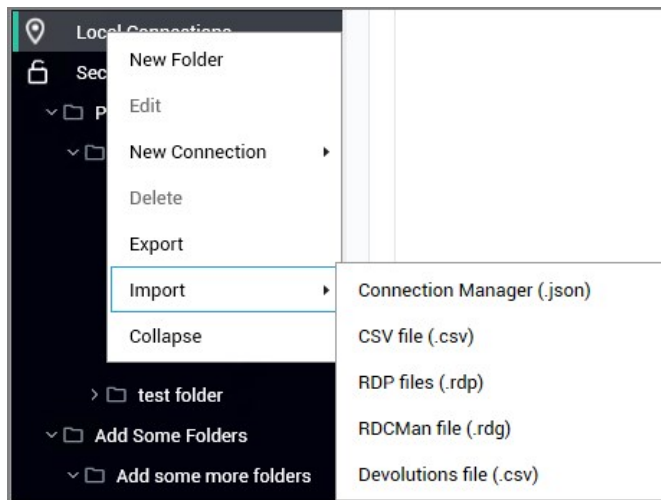 Local Connections
New Folder
Sec
Edit
P
New Connection
Delete
Export
Import
Connection Manager (.json)
Collapse
CSV file (.csv)
RDP files (.rdp)
test folder
RDCMan file (.rdg)
Add Some Folders
Devolutions file (.csv)
Add some more folders